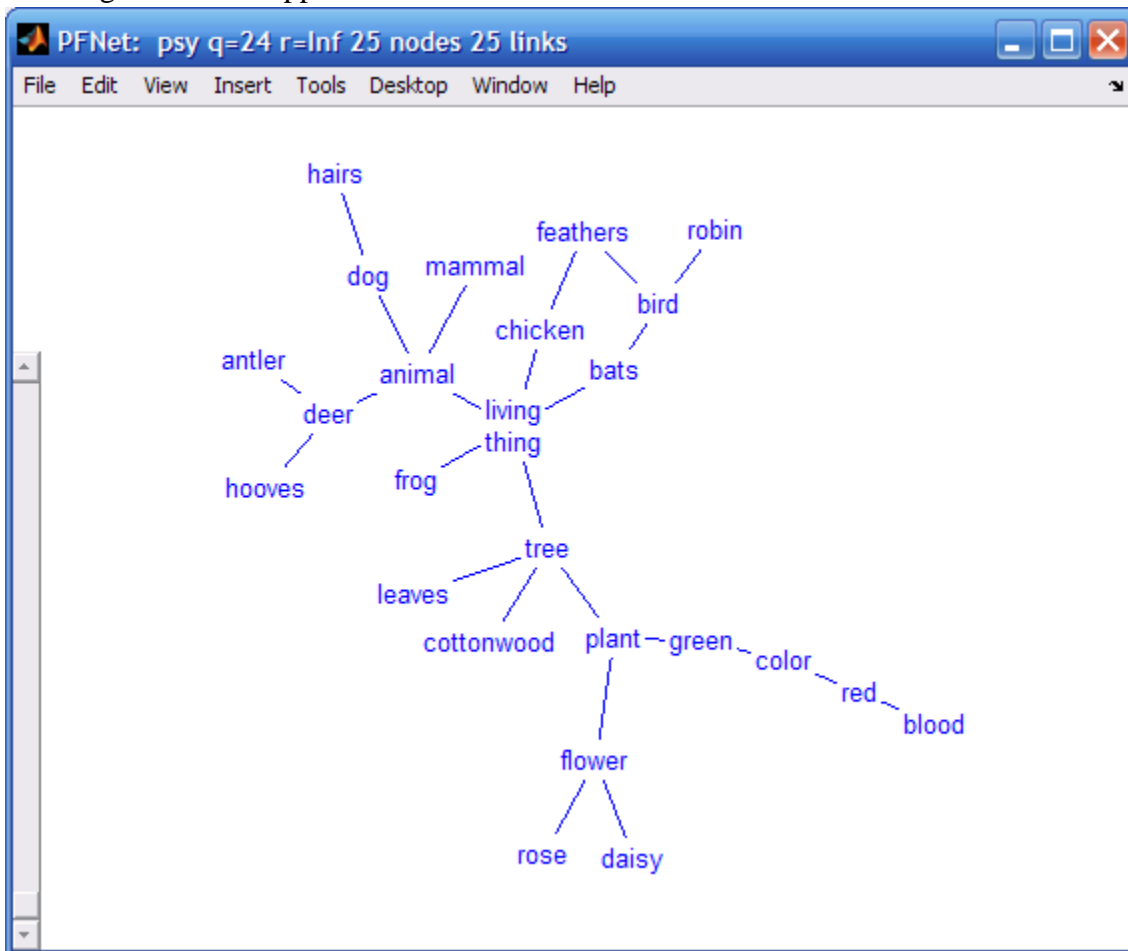 PFNet: psy q=24 r=Inf 25 nodes 25 links
File Edit View Insert Tools Desktop Window Help
hairs
feathers
robin
mammal
dog
bird
chicken
antler
animal
bats
deer
living
thing
frog
hooves
tree
leaves
cottonwood
plant
green
color
red
blood
flower
rose
daisy